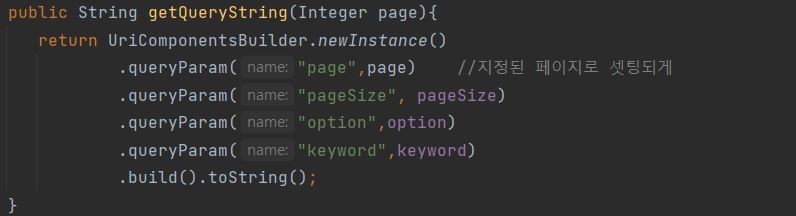 public String getQueryString(Integer page){
return UriComponentsBuilder.newInstance()
.queryParam( name: "page",page) //지정된 페이지로 셋팅되게
.queryParam( name: "pageSize", pageSize)
.queryParam( name: "option",option)
.queryParam( name: "keyword",keyword)
.build().toString();
}